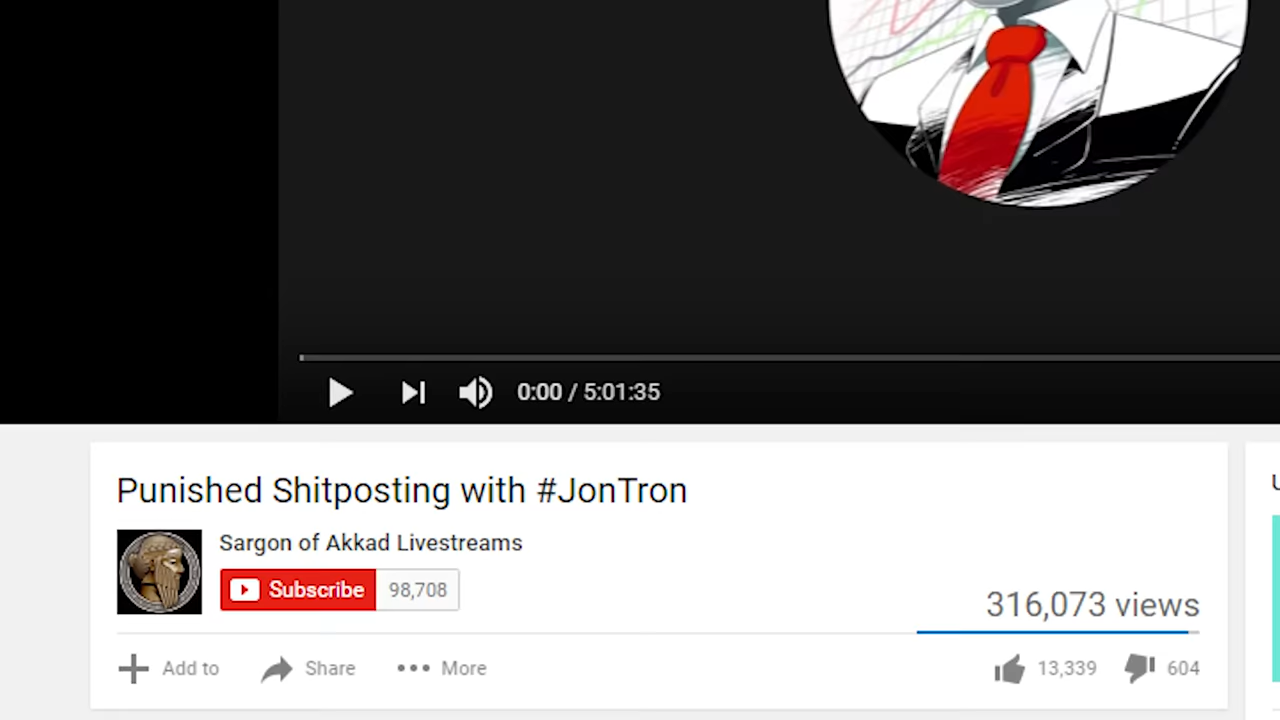 0:00 / 5:01:35
Punished Shitposting with #JonTron
Sargon of Akkad Livestreams
Subscribe 98,708
316,073 views
Add to Share More 13,339 604